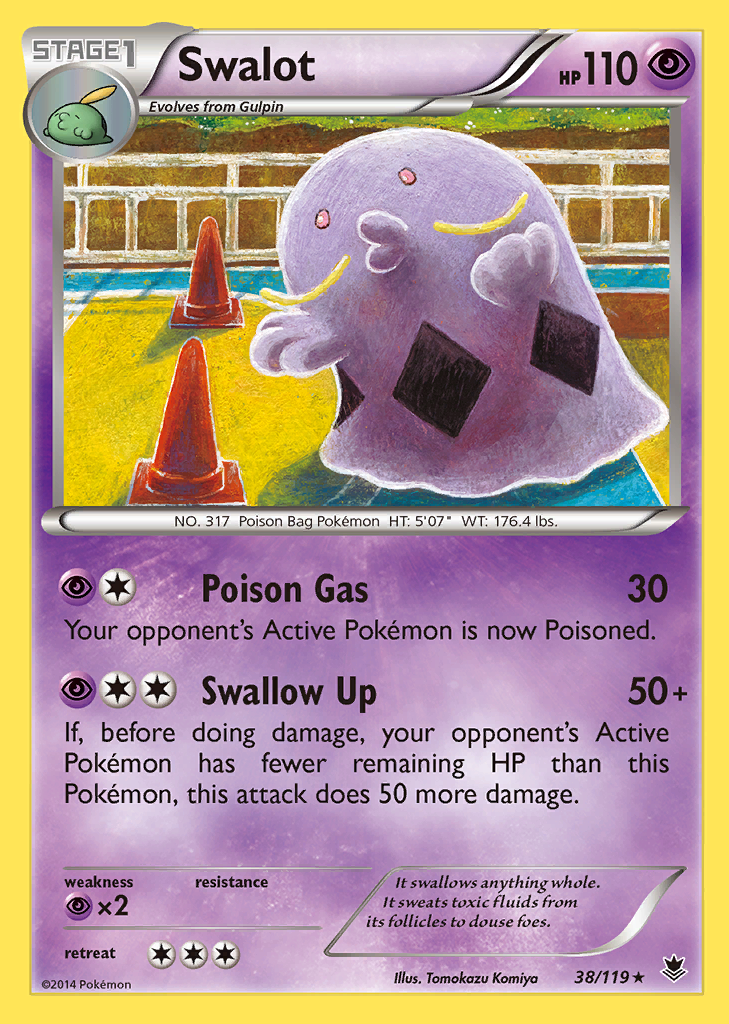 STAGE1
Swalot
HP110
Evolves from Gulpin
NO. 317 Poison Bag Pokémon HT: 5'07" WT: 176.4 lbs.
Poison Gas 30
Your opponent's Active Pokémon is now Poisoned.
Swallow Up 50+
If, before doing damage, your opponent's Active
Pokémon has fewer remaining HP than this
Pokémon, this attack does 50 more damage.
weakness resistance
×2
retreat
It swallows anything whole.
It sweats toxic fluids from
its follicles to douse foes.
©2014 Pokémon
Illus. Tomokazu Komiya
38/119 ★